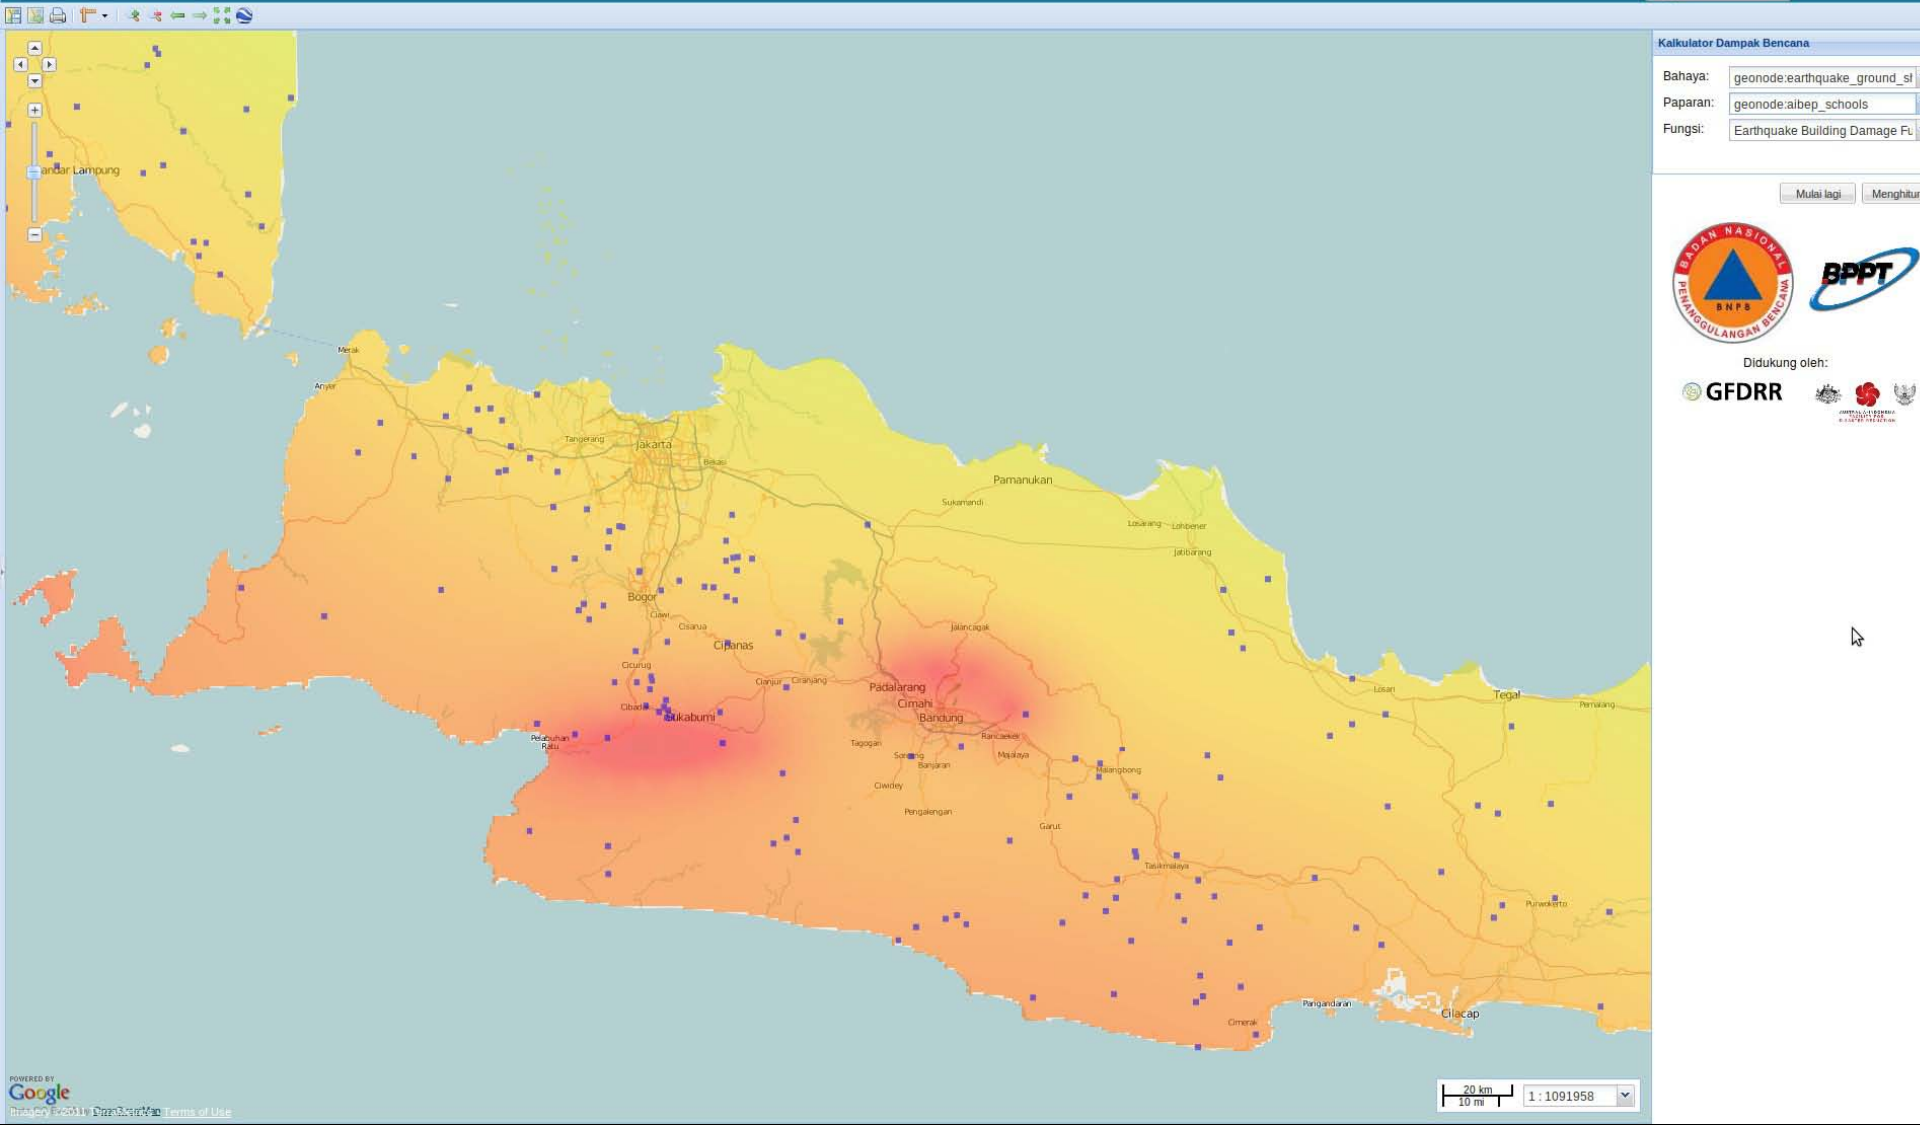 Kalkulator Dampak Bencana
Bahaya: geonode:earthquake_ground_sh
Paparan: geonode:aibep_schools
Fungsi: Earthquake Building Damage Fu
Mulai lagi
Menghitun
BADAN NASIONAL
PENANGGULANGAN BENCANA
BNPB
BPPT
Didukung oleh:
GFDRR
andar Lampung
Merak
Anyer
Tangerang
Jakarta
Bekasi
Pamanukan
Sukamandi
Losarang
Lohbener
Jatibarang
Bogor
Ciawi
Cisarua
Cipanas
Jalancagak
Cicurug
Cianjur
Ciranjang
Padalarang
Cimahi
Bandung
Cibad
Sukabumi
Pelabuhan
Ratu
Tagogan
Rancaekek
Majalaya
Banjaran
Ciwidey
Pengalengan
Malangbong
Garut
Tasikmalaya
Losari
Tegal
Pemalang
Purwokerto
Pangandaran
Cilacap
Cimerak
POWERED BY
Google
Terms of Use
20 km
10 mi
1 : 1091958